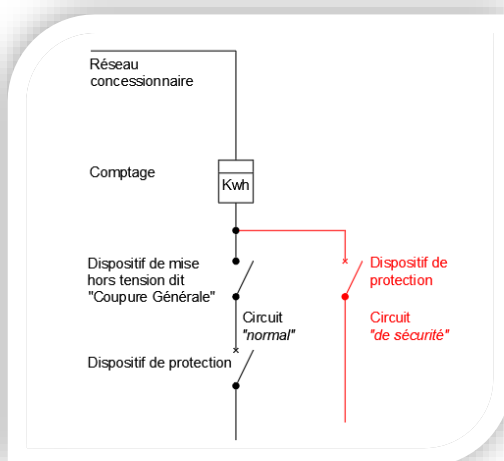 Réseau
concessionnaire
Comptage
Kwh
Dispositif de mise
hors tension dit
"Coupure Générale"
Dispositif de
protection
Circuit
"normal"
Circuit
"de sécurité"
Dispositif de protection